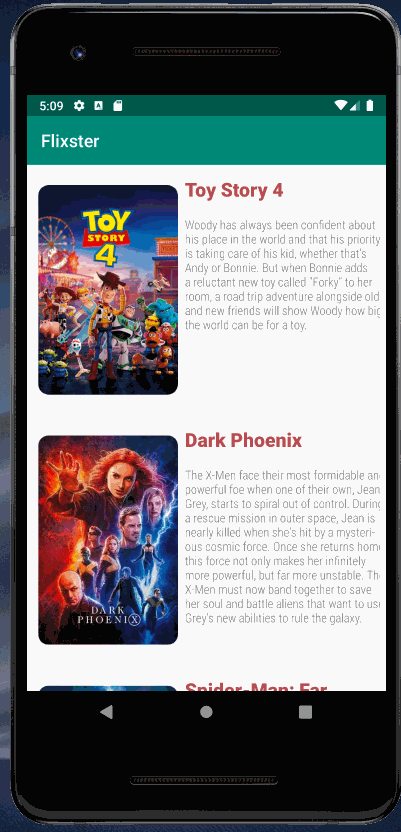 5:09
Flixster
TOY
STORY
4
Toy Story 4
Woody has always been confident about
his place in the world and that his priority
is taking care of his kid, whether that's
Andy or Bonnie. But when Bonnie adds
a reluctant new toy called "Forky" to her
room, a road trip adventure alongside old
and new friends will show Woody how big
the world can be for a toy.
DARK
PHOENIX
Dark Phoenix
The X-Men face their most formidable an
powerful foe when one of their own, Jean
Grey, starts to spiral out of control. During
a rescue mission in outer space, Jean is
nearly killed when she's hit by a mysteri-
ous cosmic force. Once she returns hom
this force not only makes her infinitely
more powerful, but far more unstable. Th
X-Men must now band together to save
her soul and battle aliens that want to us
Grey's new abilities to rule the galaxy.
Spider-Man: Far